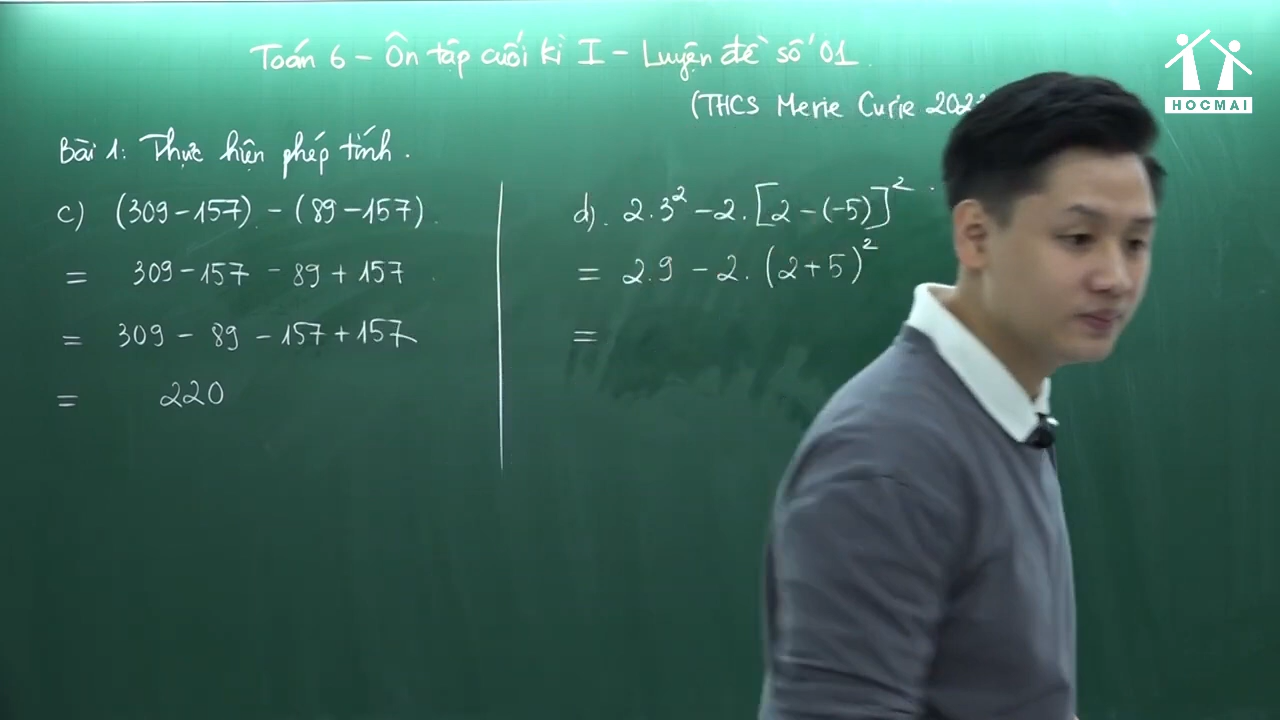 Toán 6 - Ôn tập cuối kì I - Luyện đề số 01
(THCS Merie Curie
HOCMAI
Bài 1: Thực hiện phép tính.
c) (309-157) - (89-157).
= 309-157 - 89 + 157
= 309 - 89 - 157 + 157
= 220
d). 2.3² - 2.[2-(-5)]².
= 2.9 - 2.(2+5)²
=